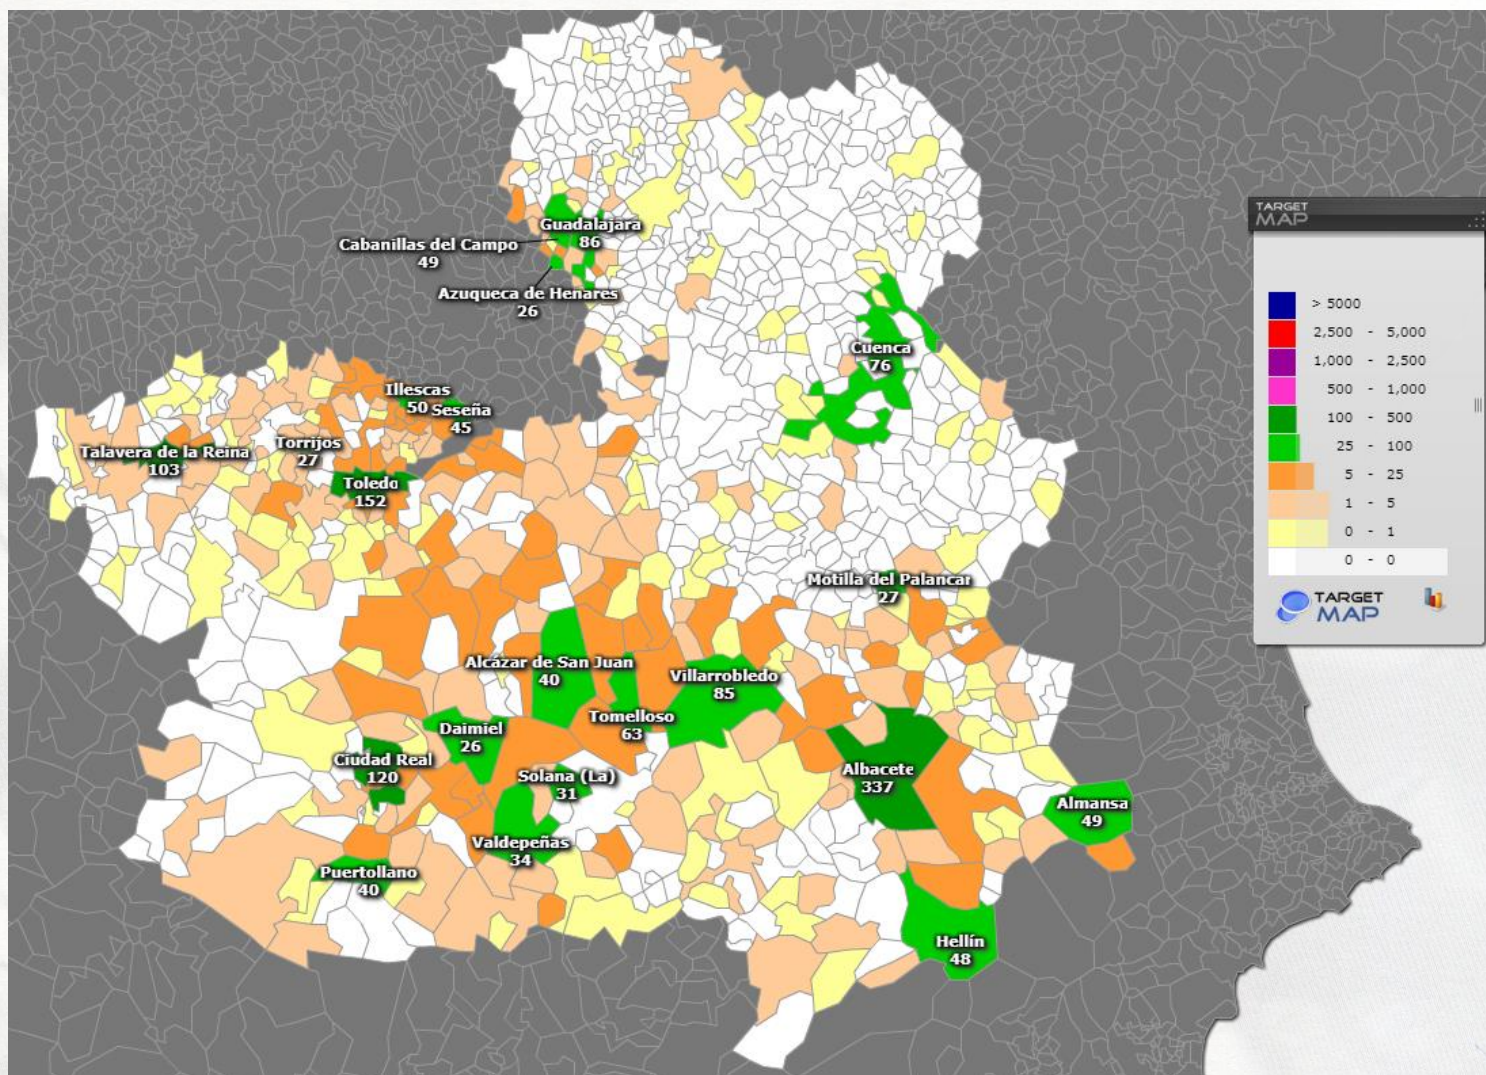 Guadalajara
86
Cabanillas del Campo
49
Azuqueca de Henares
26
Cuenca
76
Illescas
50
Seseña
45
Talavera de la Reina
103
Torrijos
27
Toledo
152
Motilla del Palancar
27
Alcázar de San Juan
40
Villarrobledo
85
Tomelloso
63
Daimiel
26
Ciudad Real
120
Solana (La)
31
Albacete
337
Almansa
49
Valdepeñas
34
Puertollano
40
Hellín
48
TARGET
MAP
> 5000
2,500 - 5,000
1,000 - 2,500
500 - 1,000
100 - 500
25 - 100
5 - 25
1 - 5
0 - 1
0 - 0
TARGET
MAP